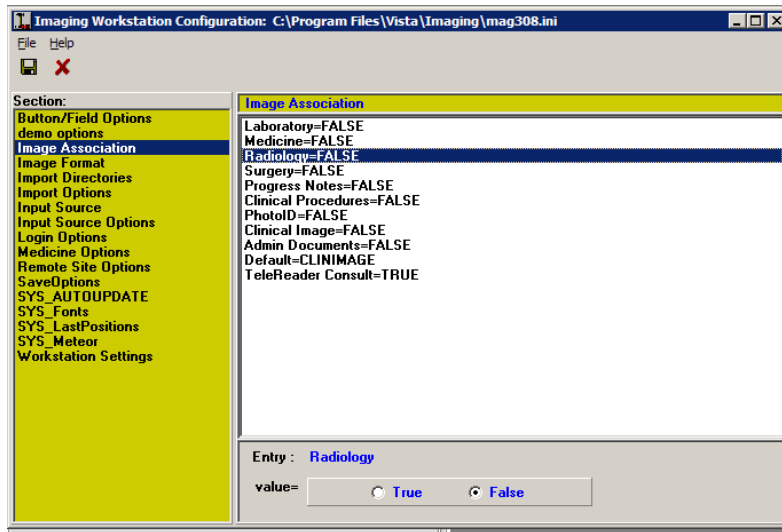 Imaging Workstation Configuration: C:\Program Files\Vista\Imaging\mag308.ini
File Help
Section:
Button/Field Options
demo options
Image Association
Image Format
Import Directories
Import Options
Input Source
Input Source Options
Login Options
Medicine Options
Remote Site Options
SaveOptions
SYS_AUTOUPDATE
SYS_Fonts
SYS_LastPositions
SYS_Meteor
Workstation Settings
Image Association
Laboratory=FALSE
Medicine=FALSE
Radiology=FALSE
Surgery=FALSE
Progress Notes=FALSE
Clinical Procedures=FALSE
PhotoID=FALSE
Clinical Image=FALSE
Admin Documents=FALSE
Default=CLINIMAGE
TeleReader Consult=TRUE
Entry : Radiology
value= True False